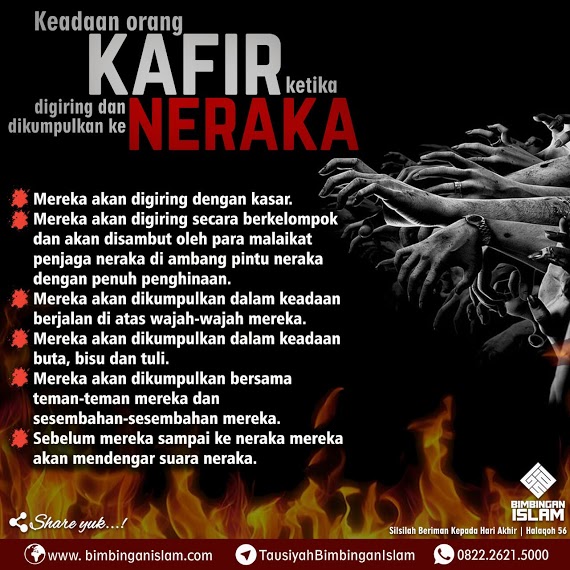 Keadaan orang
KAFIR ketika
digiring dan
dikumpulkan ke NERAKA
Mereka akan digiring dengan kasar.
Mereka akan digiring secara berkelompok
dan akan disambut oleh para malaikat
penjaga neraka di ambang pintu neraka
dengan penuh penghinaan.
Mereka akan dikumpulkan dalam keadaan
berjalan di atas wajah-wajah mereka.
Mereka akan dikumpulkan dalam keadaan
buta, bisu dan tuli.
Mereka akan dikumpulkan bersama
teman-teman mereka dan
sesembahan-sesembahan mereka.
Sebelum mereka sampai ke neraka mereka
akan mendengar suara neraka.
BIMBINGAN
ISLAM
Share yuk...!
Silsilah Beriman Kepada Hari Akhir | Halaqoh 56
www. bimbinganislam.com
TausiyahBimbinganIslam
0822.2621.5000